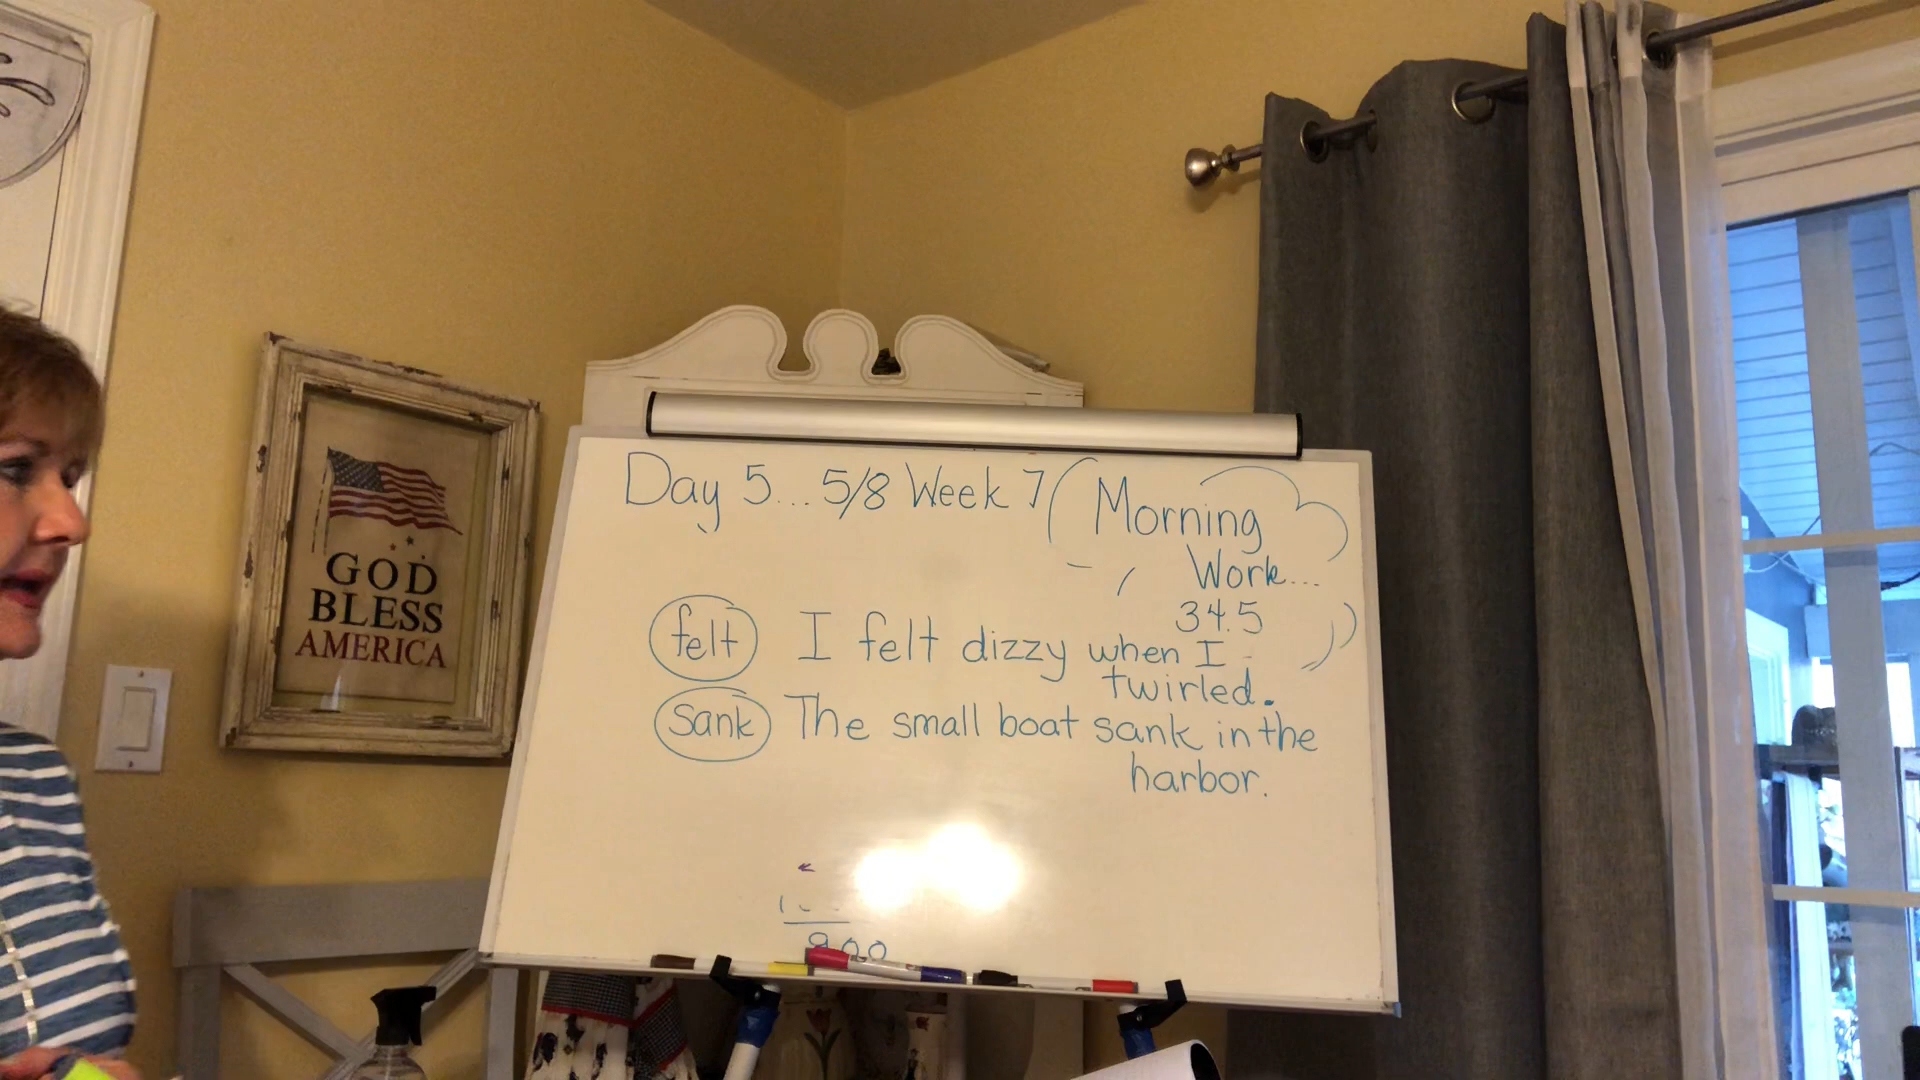 GOD
BLESS
AMERICA
Day 5...5/8 Week 7
Morning
Work...
34.5
felt I felt dizzy when I
twirled.
sank The small boat sank in the
harbor.
900